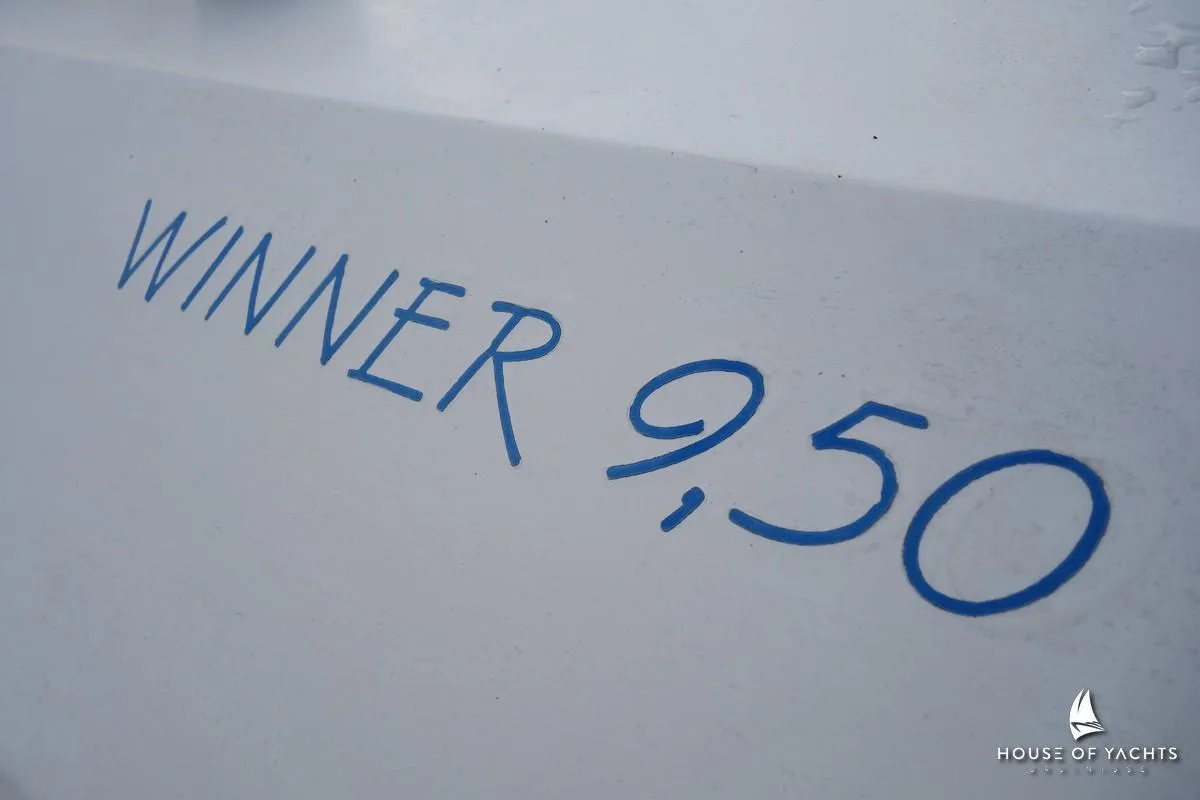 WINNER 9,50
HOUSE OF YACHTS